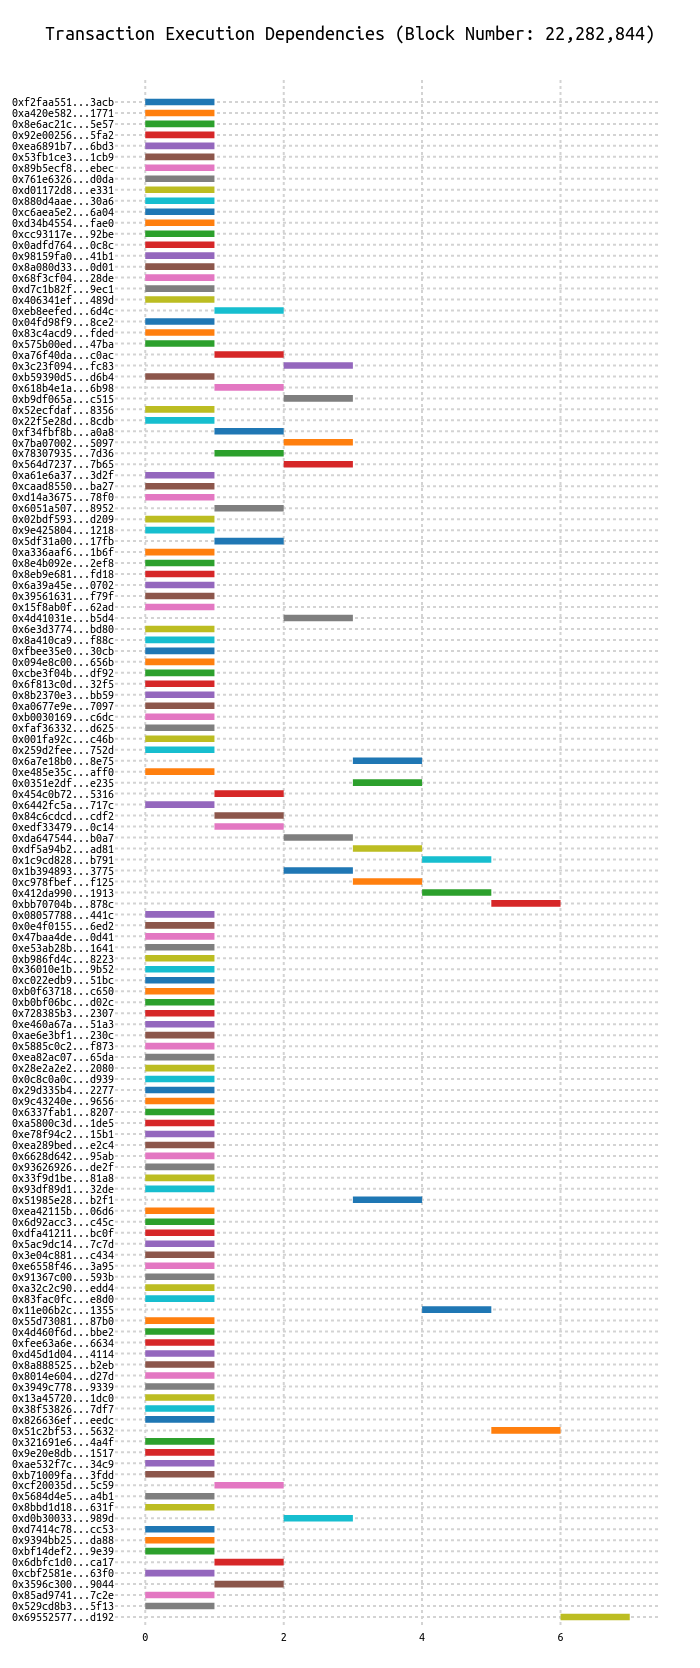 Transaction Execution Dependencies (Block Number: 22,282,844)
0xf2faa551...3acb
0xa420e582...1771
0x8e6ac21c...5e57
0x92e00256...5fa2
0xea6891b7...6bd3
0x53fb1ce3...1cb9
0x89b5ecf8...ebec
0x761e6326...d0da
0xd01172d8...e331
0x880d4aae...30a6
0xc6aea5e2...6a04
0xd34b4554...fae0
0xcc93117e...92be
0x0adfd764...0c8c
0x98159fa0...41b1
0x8a080d33...0d01
0x68f3cf04...28de
0xd7c1b82f...9ec1
0x406341ef...489d
0xeb8eefed...6d4c
0x04fd98f9...8ce2
0x83c4acd9...fded
0x575b00ed...47ba
0xa76f40da...c0ac
0x3c23f094...fc83
0xb59390d5...d6b4
0x618b4e1a...6b98
0xb9df065a...c515
0x52ecfdaf...8356
0x22f5e28d...8cdb
0xf34fbf8b...a0a8
0x7ba07002...5097
0x78307935...7d36
0x564d7237...7b65
0xa61e6a37...3d2f
0xcaad8550...ba27
0xd14a3675...78f0
0x6051a507...8952
0x02bdf593...d209
0x9e425804...1218
0x5df31a00...17fb
0xa336aaf6...1b6f
0x8e4b092e...2ef8
0x8eb9e681...fd18
0x6a39a45e...0702
0x39561631...f79f
0x15f8ab0f...62ad
0x4d41031e...b5d4
0x6e3d3774...bd80
0x8a410ca9...f88c
0xfbee35e0...30cb
0x094e8c00...656b
0xcbe3f04b...df92
0x6f813c0d...32f5
0x8b2370e3...bb59
0xa0677e9e...7097
0xb0030169...c6dc
0xfaf36332...d625
0x001fa92c...c46b
0x259d2fee...752d
0x6a7e18b0...8e75
0xe485e35c...aff0
0x0351e2df...e235
0x454c0b72...5316
0x6442fc5a...717c
0x84c6cdcd...cdf2
0xedf33479...0c14
0xda647544...b0a7
0xdf5a94b2...ad81
0x1c9cd828...b791
0x1b394893...3775
0xc978fbef...f125
0x412da990...1913
0xbb70704b...878c
0x08057788...441c
0x0e4f0155...6ed2
0x47baa4de...0d41
0xe53ab28b...1641
0xb986fd4c...8223
0x36010e1b...9b52
0xc022edb9...51bc
0xb0f63718...c650
0xb0bf06bc...d02c
0x728385b3...2307
0xe460a67a...51a3
0xae6e3bf1...230c
0x5885c0c2...f873
0xea82ac07...65da
0x28e2a2e2...2080
0x0c8c0a0c...d939
0x29d335b4...2277
0x9c43240e...9656
0x6337fab1...8207
0xa5800c3d...1de5
0xe78f94c2...15b1
0xea289bed...e2c4
0x6628d642...95ab
0x93626926...de2f
0x33f9d1be...81a8
0x93df89d1...32de
0x51985e28...b2f1
0xea42115b...06d6
0x6d92acc3...c45c
0xdfa41211...bc0f
0x5ac9dc14...7c7d
0x3e04c881...c434
0xe6558f46...3a95
0x91367c00...593b
0xa32c2c90...edd4
0x83fac0fc...e8d0
0x11e06b2c...1355
0x55d73081...87b0
0x4d460f6d...bbe2
0xfee63a6e...6634
0xd45d1d04...4114
0x8a888525...b2eb
0x8014e604...d27d
0x3949c778...9339
0x13a45720...1dc0
0x38f53826...7df7
0x826636ef...eedc
0x51c2bf53...5632
0x321691e6...4a4f
0x9e20e8db...1517
0xae532f7c...34c9
0xb71009fa...3fdd
0xcf20035d...5c59
0x5684d4e5...a4b1
0x8bbd1d18...631f
0xd0b30033...989d
0xd7414c78...cc53
0x9394bb25...da88
0xbf14def2...9e39
0x6dbfc1d0...ca17
0xcbf2581e...63f0
0x3596c300...9044
0x85ad9741...7c2e
0x529cd8b3...5f13
0x69552577...d192
0 2 4 6